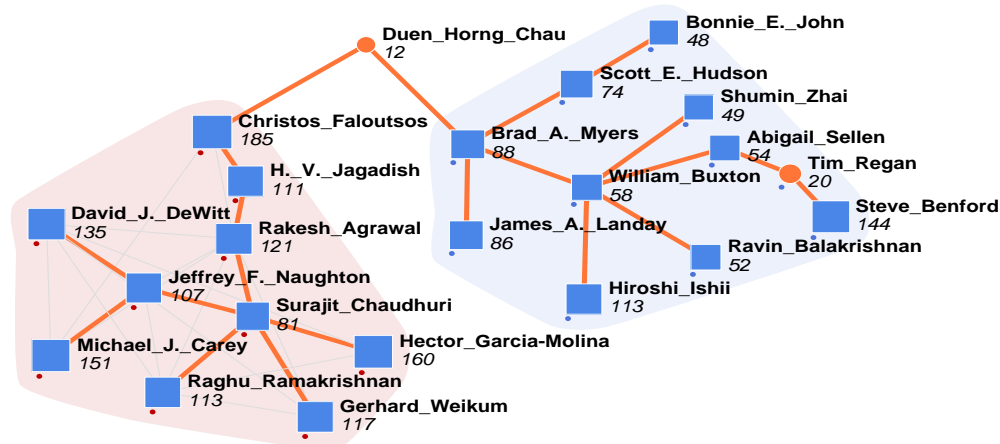 Duen_Horng_Chau
12
Bonnie_E._John
48
Scott_E._Hudson
74
Shumin_Zhai
49
Christos_Faloutsos
185
Brad_A._Myers
88
Abigail_Sellen
54
Tim_Regan
20
H._V._Jagadish
111
William_Buxton
58
David_J._DeWitt
135
Rakesh_Agrawal
121
James_A._Landay
86
Steve_Benford
144
Ravin_Balakrishnan
52
Jeffrey_F._Naughton
107
Surajit_Chaudhuri
81
Hiroshi_Ishii
113
Michael_J._Carey
151
Hector_Garcia-Molina
160
Raghu_Ramakrishnan
113
Gerhard_Weikum
117